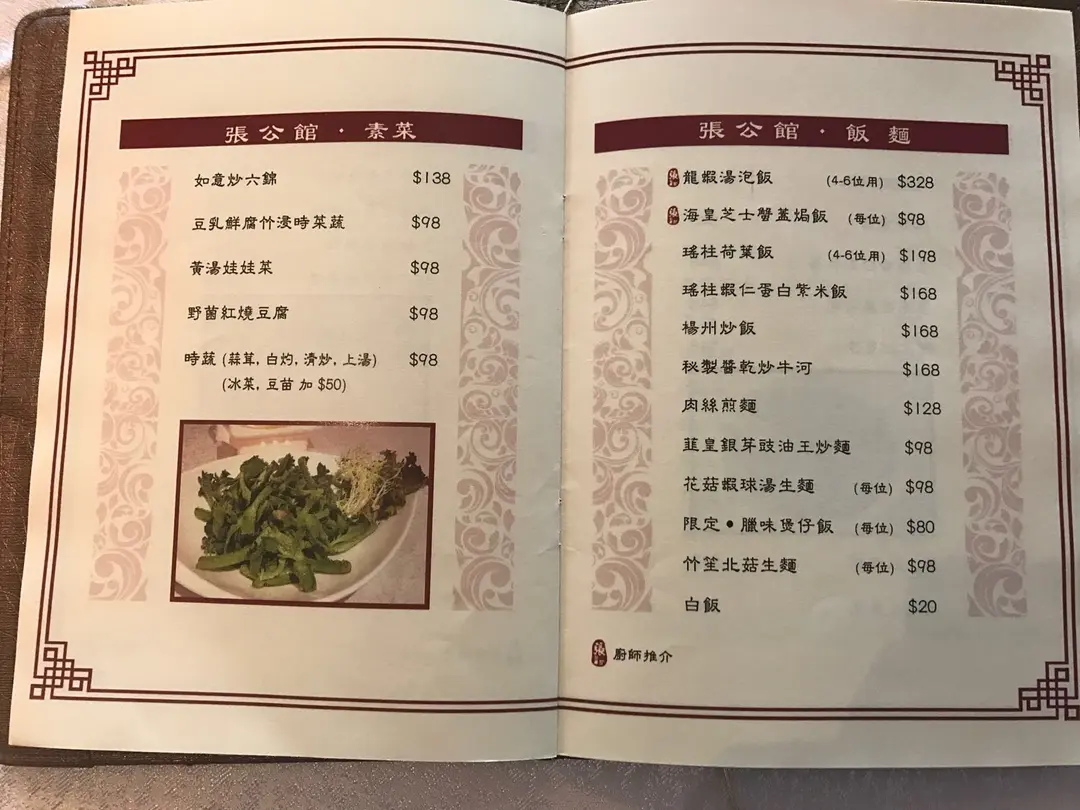 張公館・素菜
如意炒六錦 $138
豆乳鮮腐竹浸時菜蔬 $98
黃湯娃娃菜 $98
野菌紅燒豆腐 $98
時蔬 (蒜茸, 白灼, 清炒, 上湯) $98
(冰菜, 豆苗 加 $50)
張公館・飯麵
龍蝦湯泡飯 (4-6位用) $328
海皇芝士蟹蓋焗飯 (每位) $98
瑤柱荷葉飯 (4-6位用) $198
瑤柱蝦仁蛋白紫米飯 $168
楊州炒飯 $168
秘製醬乾炒牛河 $168
肉絲煎麵 $128
韮皇銀芽豉油王炒麵 $98
花菇蝦球湯生麵 (每位) $98
限定•臘味煲仔飯 (每位) $80
竹笙北菇生麵 (每位) $98
白飯 $20
廚師推介